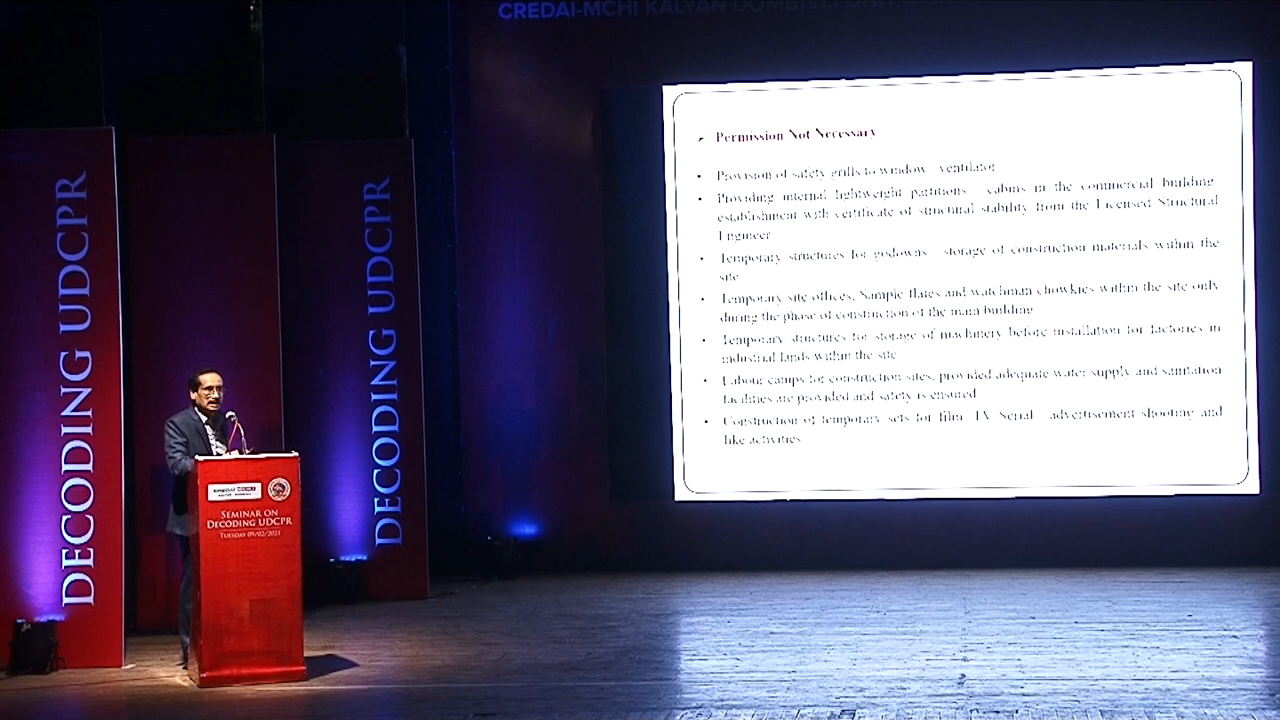 CREDAI-MCHI KALYAN DOMBIVLI UNIT
DECODING UDCPR
DECODING UDCPR
CREDAI MCHI
SEMINAR ON
DECODING UDCPR
TUESDAY 09/02/2021
➤ Permission Not Necessary
• Provision of safety grills to window ventilator
• Providing internal lightweight partitions cabins in the commercial building
establishment with certificate of structural stability from the Licensed Structural
Engineer
• Temporary structures for godowns storage of construction materials within the
site
• Temporary site offices, Sample flates and watchman chowkies within the site only
during the phase of construction of the main building
• Temporary structures for storage of machinery before installation for factories in
industrial lands within the site
• Labour camps for construction sites, provided adequate water supply and sanitation
facilities are provided and safety is ensured
• Construction of temporary sets for film TV Serial advertisement shooting and
like activities